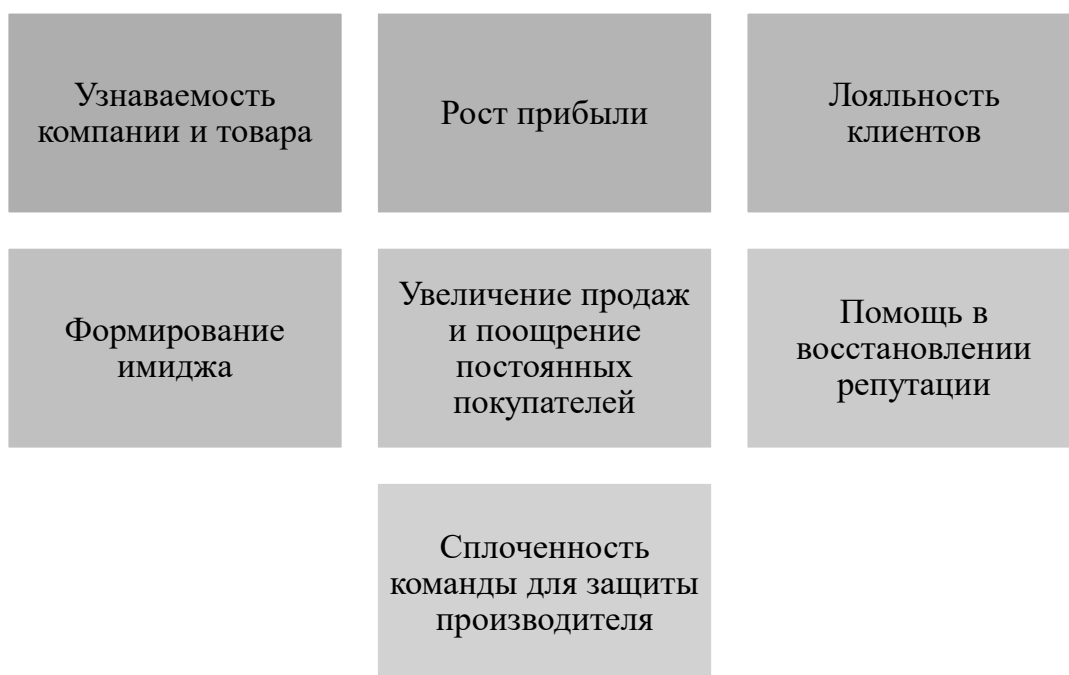 Узнаваемость
компании и товара
Рост прибыли
Лояльность
клиентов
Формирование
имиджа
Увеличение продаж
и поощрение
постоянных
покупателей
Помощь в
восстановлении
репутации
Сплоченность
команды для защиты
производителя